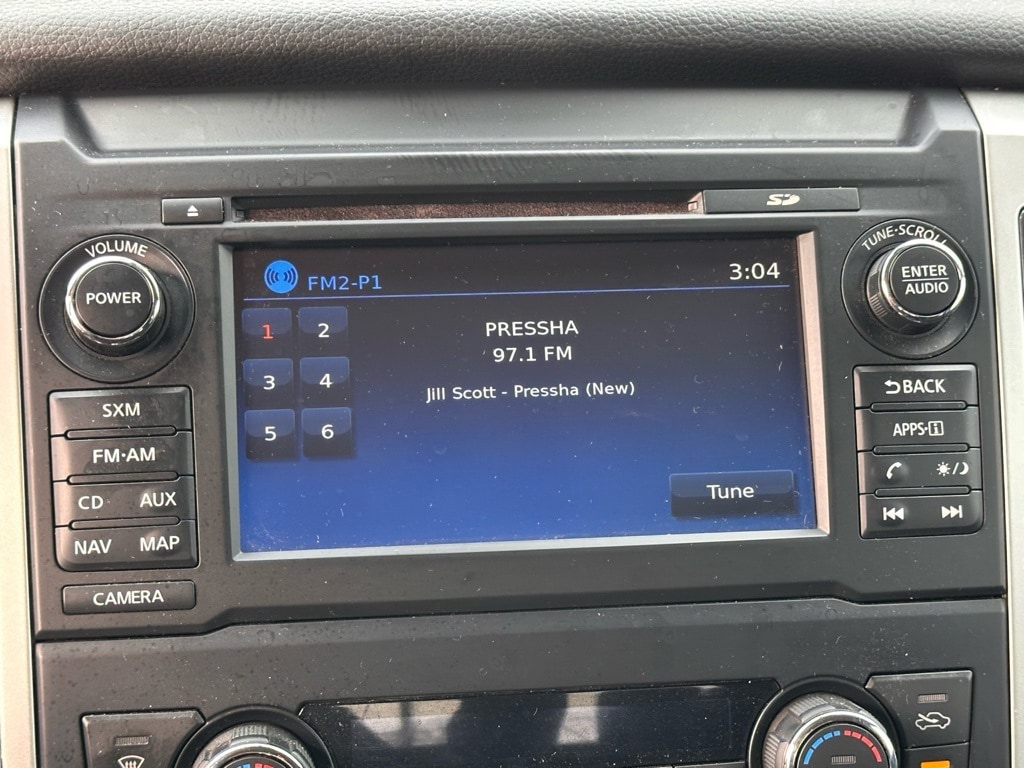 SD
VOLUME
POWER
TUNE·SCROLL
ENTER
AUDIO
FM2-P1
3:04
1 2
3 4
5 6
PRESSHA
97.1 FM
Jill Scott - Pressha (New)
Tune
SXM
FM·AM
CD AUX
NAV MAP
CAMERA
BACK
APPS·i